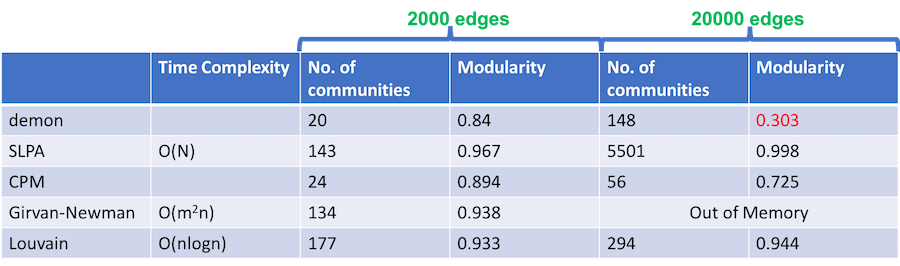 2000 edges 20000 edges
Time Complexity No. of communities Modularity No. of communities Modularity
demon 20 0.84 148 0.303
SLPA O(N) 143 0.967 5501 0.998
CPM 24 0.894 56 0.725
Girvan-Newman O(m²n) 134 0.938 Out of Memory
Louvain O(nlogn) 177 0.933 294 0.944